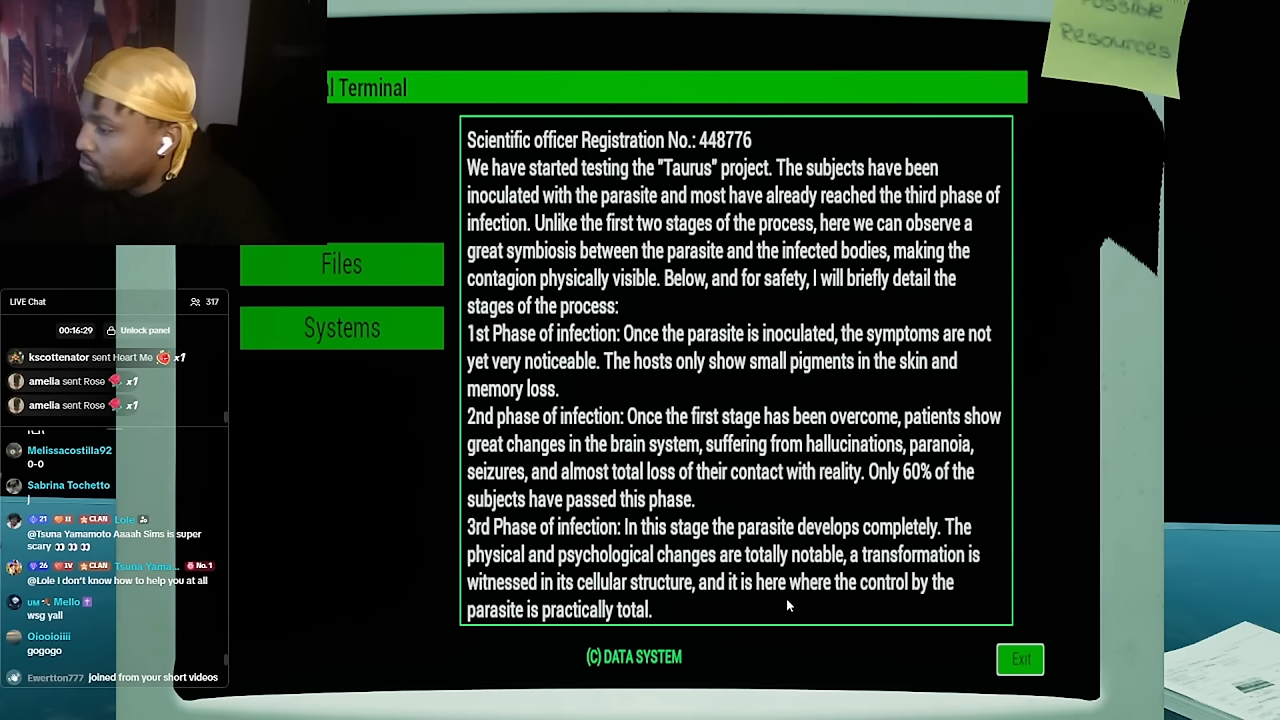 Possible
Resources
l Terminal
Scientific officer Registration No.: 448776
We have started testing the "Taurus" project. The subjects have been
inoculated with the parasite and most have already reached the third phase of
infection. Unlike the first two stages of the process, here we can observe a
great symbiosis between the parasite and the infected bodies, making the
contagion physically visible. Below, and for safety, I will briefly detail the
stages of the process:
1st Phase of infection: Once the parasite is inoculated, the symptoms are not
yet very noticeable. The hosts only show small pigments in the skin and
memory loss.
2nd phase of infection: Once the first stage has been overcome, patients show
great changes in the brain system, suffering from hallucinations, paranoia,
seizures, and almost total loss of their contact with reality. Only 60% of the
subjects have passed this phase.
3rd Phase of infection: In this stage the parasite develops completely. The
physical and psychological changes are totally notable, a transformation is
witnessed in its cellular structure, and it is here where the control by the
parasite is practically total.
Files
Systems
(C) DATA SYSTEM
Exit
LIVE Chat 317
00:16:29 Unlock panel
kscottenator sent Heart Me x1
amelia sent Rose x1
amelia sent Rose x1
Melissacostilla92
0-0
Sabrina Tochetto
j
21 II CLAN Lole
@Tsuna Yamamoto Aaaah Sims is super
scary 👀👀👀
26 IV CLAN Tsuna Yama... No.1
@Lole I don't know how to help you at all
UM Mello
wsg yall
Oiooioiiii
gogogo
Ewertton777 joined from your short videos